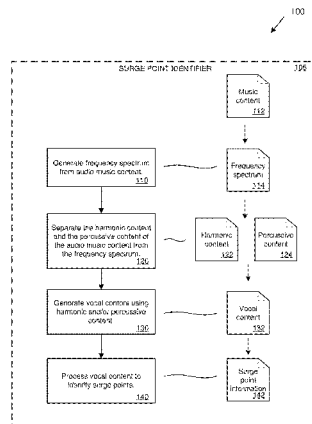 100
SURGE POINT IDENTIFIER 105
Music
content
112
Generate frequency spectrum
from audio music content.
110
Frequency
spectrum
114
Separate the harmonic content
and the percussive content of
the audio music content from
the frequency spectrum.
120
Harmonic
content
122
Percussive
content
124
Generate vocal content using
harmonic and/or percussive
content
130
Vocal
content
132
Process vocal content to
identify surge points.
140
Surge
point
information
142